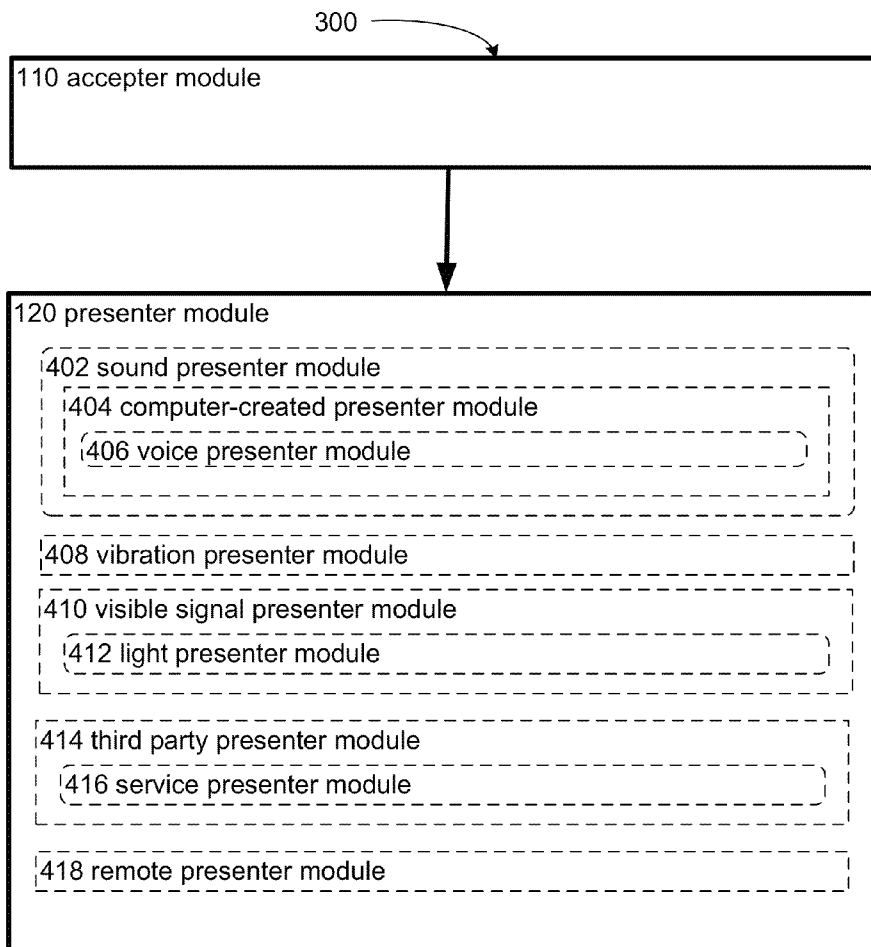 300
110 accepter module
120 presenter module
402 sound presenter module
404 computer-created presenter module
406 voice presenter module
408 vibration presenter module
410 visible signal presenter module
412 light presenter module
414 third party presenter module
416 service presenter module
418 remote presenter module